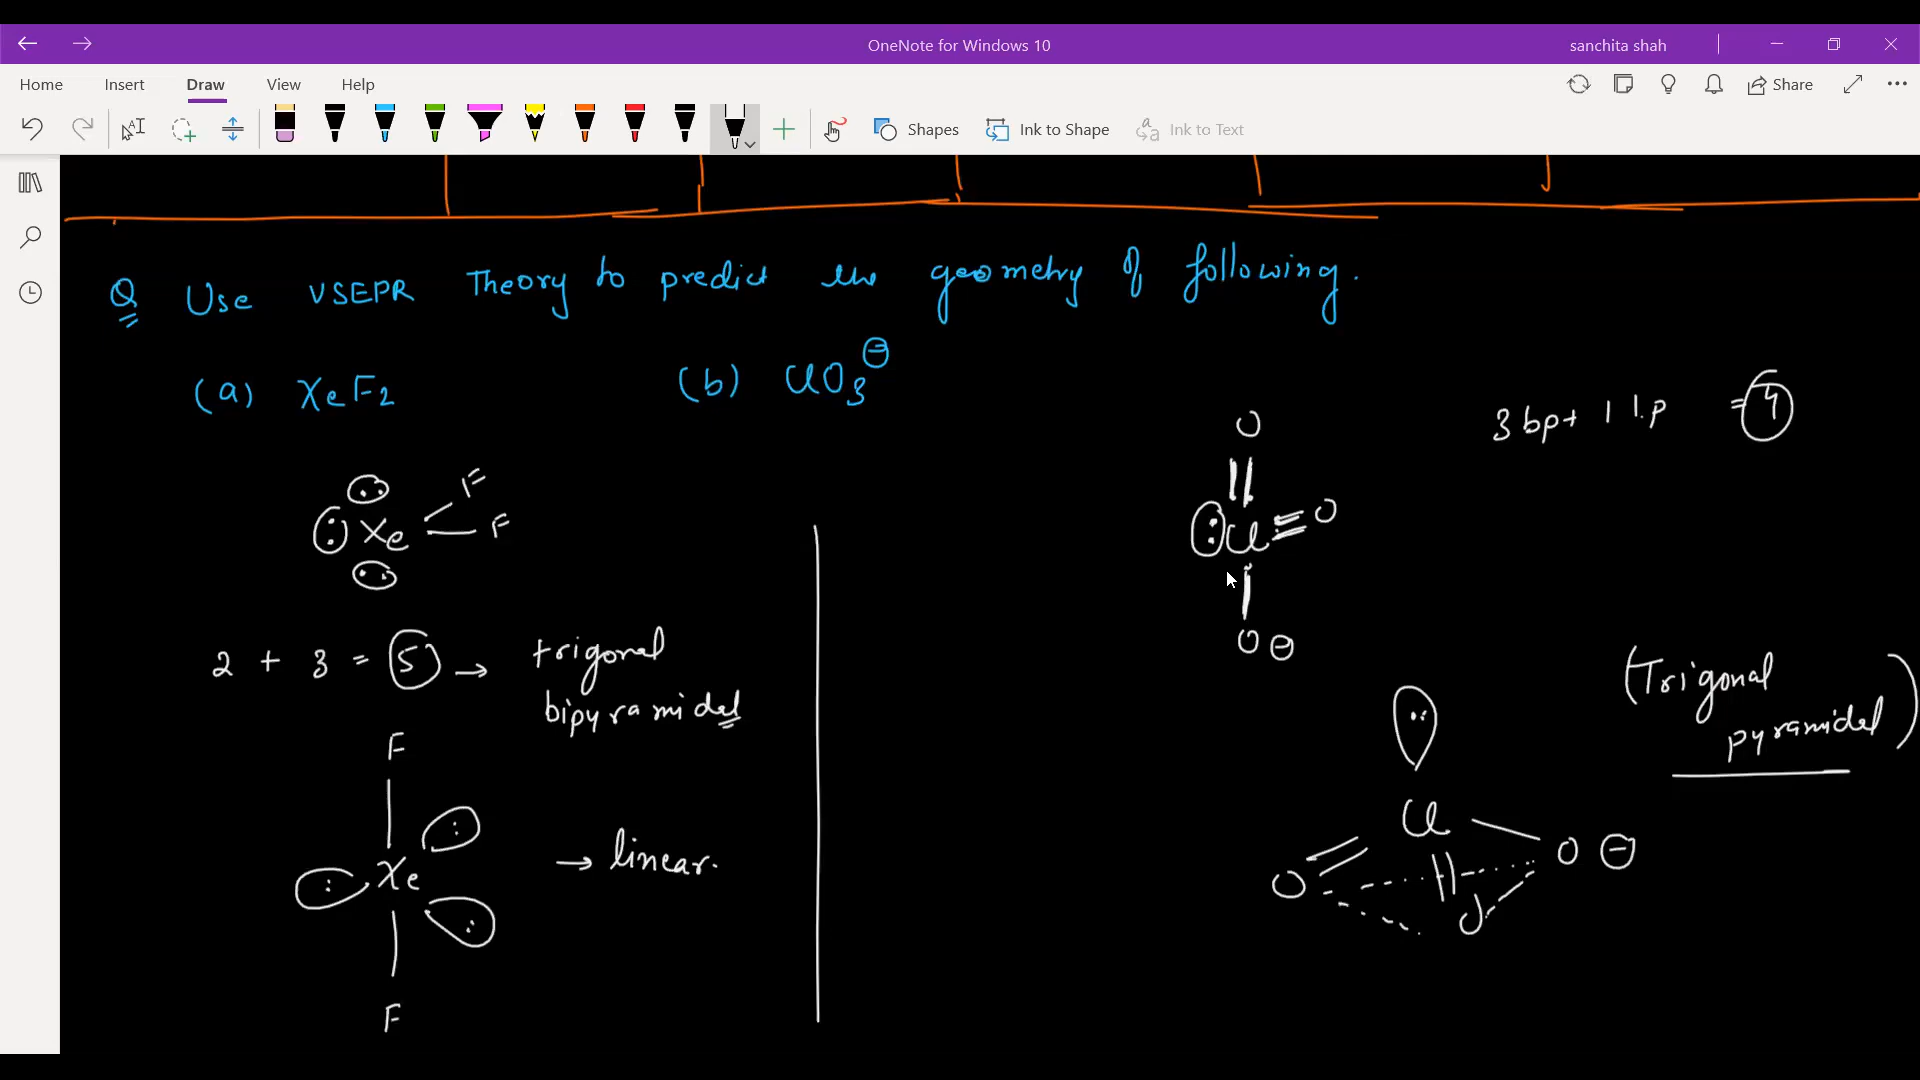 OneNote for Windows 10
sanchita shah
Home Insert Draw View Help
Share
Shapes Ink to Shape Ink to Text
Q Use VSEPR Theory to predict the geometry of following.
(a) XeF2 (b) ClO3⊖
3 bp + 1 l.p = 4
O
F
: Xe F
: Cl = O
O ⊖
2 + 3 = 5 → trigonal
bipyramidal
F
Xe → linear.
F
(Trigonal
pyramidal)
Cl
O O ⊖
O